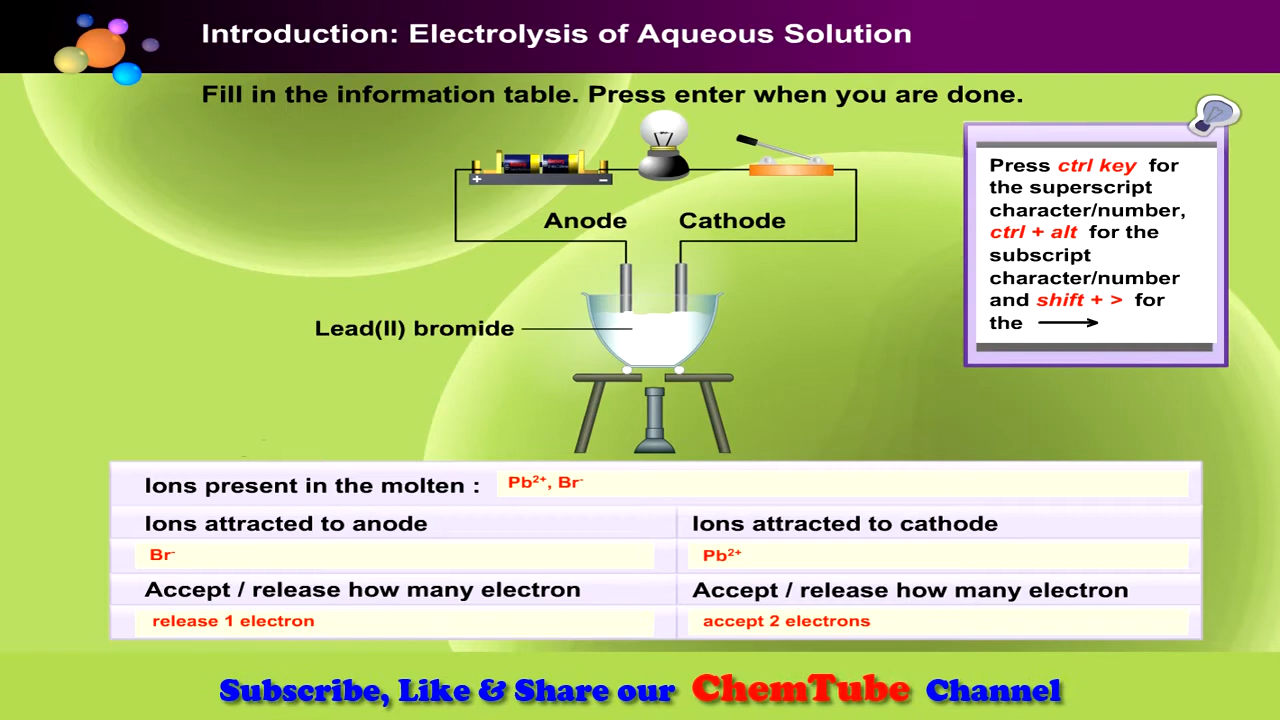 Introduction: Electrolysis of Aqueous Solution
Fill in the information table. Press enter when you are done.
+ −
Anode Cathode
Lead(II) bromide
Press ctrl key for
the superscript
character/number,
ctrl + alt for the
subscript
character/number
and shift + > for
the ⟶
Ions present in the molten : Pb²⁺, Br⁻
Ions attracted to anode
Br⁻
Accept / release how many electron
release 1 electron
Ions attracted to cathode
Pb²⁺
Accept / release how many electron
accept 2 electrons
Subscribe, Like & Share our ChemTube Channel